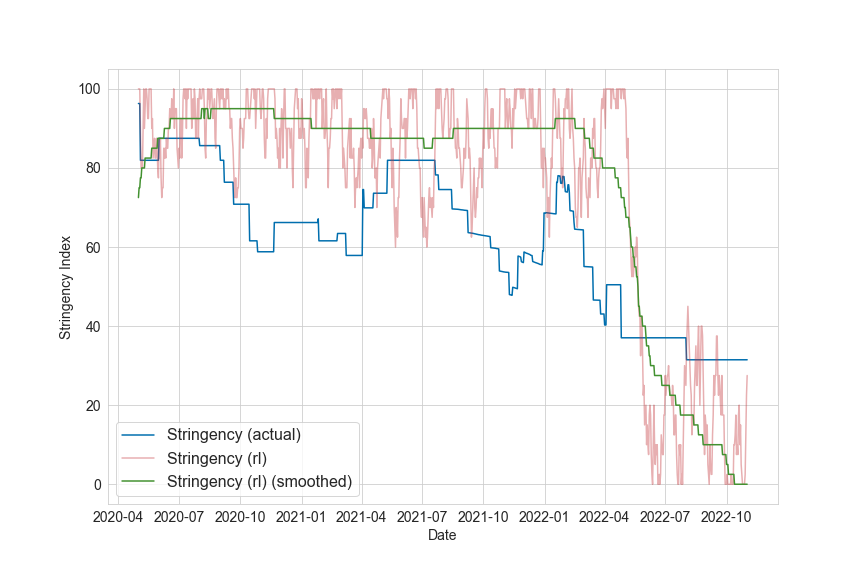 100
80
60
40
20
0
Stringency Index
Stringency (actual)
Stringency (rl)
Stringency (rl) (smoothed)
2020-04 2020-07 2020-10 2021-01 2021-04 2021-07 2021-10 2022-01 2022-04 2022-07 2022-10
Date